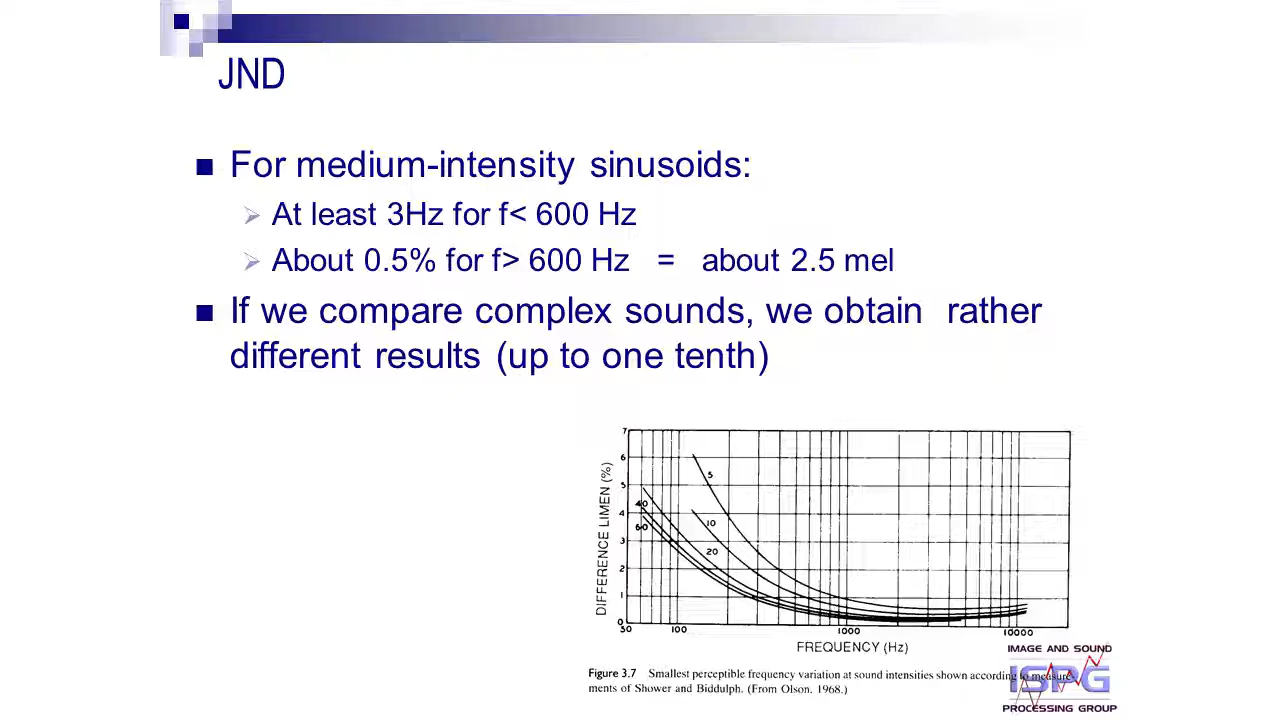 JND
For medium-intensity sinusoids:
At least 3Hz for f< 600 Hz
About 0.5% for f> 600 Hz = about 2.5 mel
If we compare complex sounds, we obtain rather
different results (up to one tenth)
DIFFERENCE LIMEN (%)
7
6
5
4
3
2
1
0
5
10
20
40
60
30
100
1000
10000
FREQUENCY (Hz)
Figure 3.7 Smallest perceptible frequency variation at sound intensities shown according to measure-
ments of Shower and Biddulph. (From Olson. 1968.)
IMAGE AND SOUND
ISPG
PROCESSING GROUP